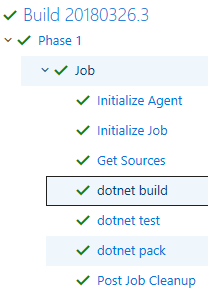 Build 20180326.3
Phase 1
Job
Initialize Agent
Initialize Job
Get Sources
dotnet build
dotnet test
dotnet pack
Post Job Cleanup